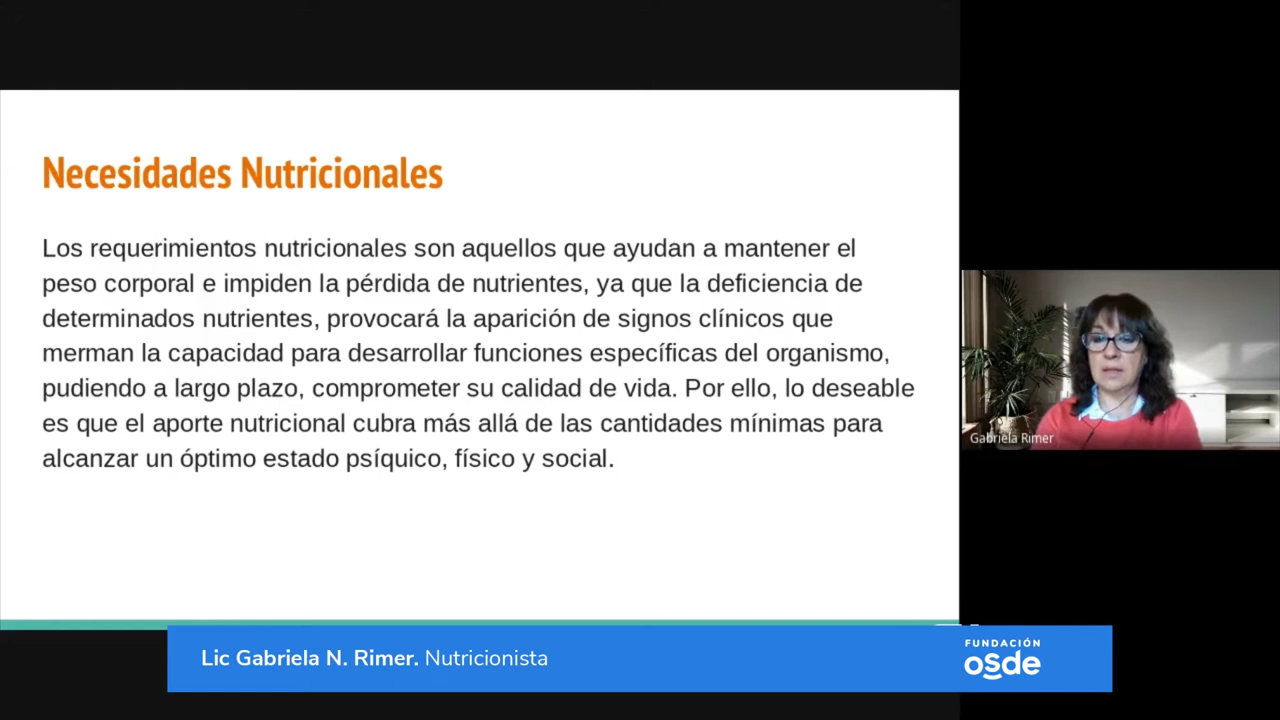 Necesidades Nutricionales
Los requerimientos nutricionales son aquellos que ayudan a mantener el
peso corporal e impiden la pérdida de nutrientes, ya que la deficiencia de
determinados nutrientes, provocará la aparición de signos clínicos que
merman la capacidad para desarrollar funciones específicas del organismo,
pudiendo a largo plazo, comprometer su calidad de vida. Por ello, lo deseable
es que el aporte nutricional cubra más allá de las cantidades mínimas para
alcanzar un óptimo estado psíquico, físico y social.
Gabriela Rimer
Lic Gabriela N. Rimer. Nutricionista
FUNDACIÓN
osde